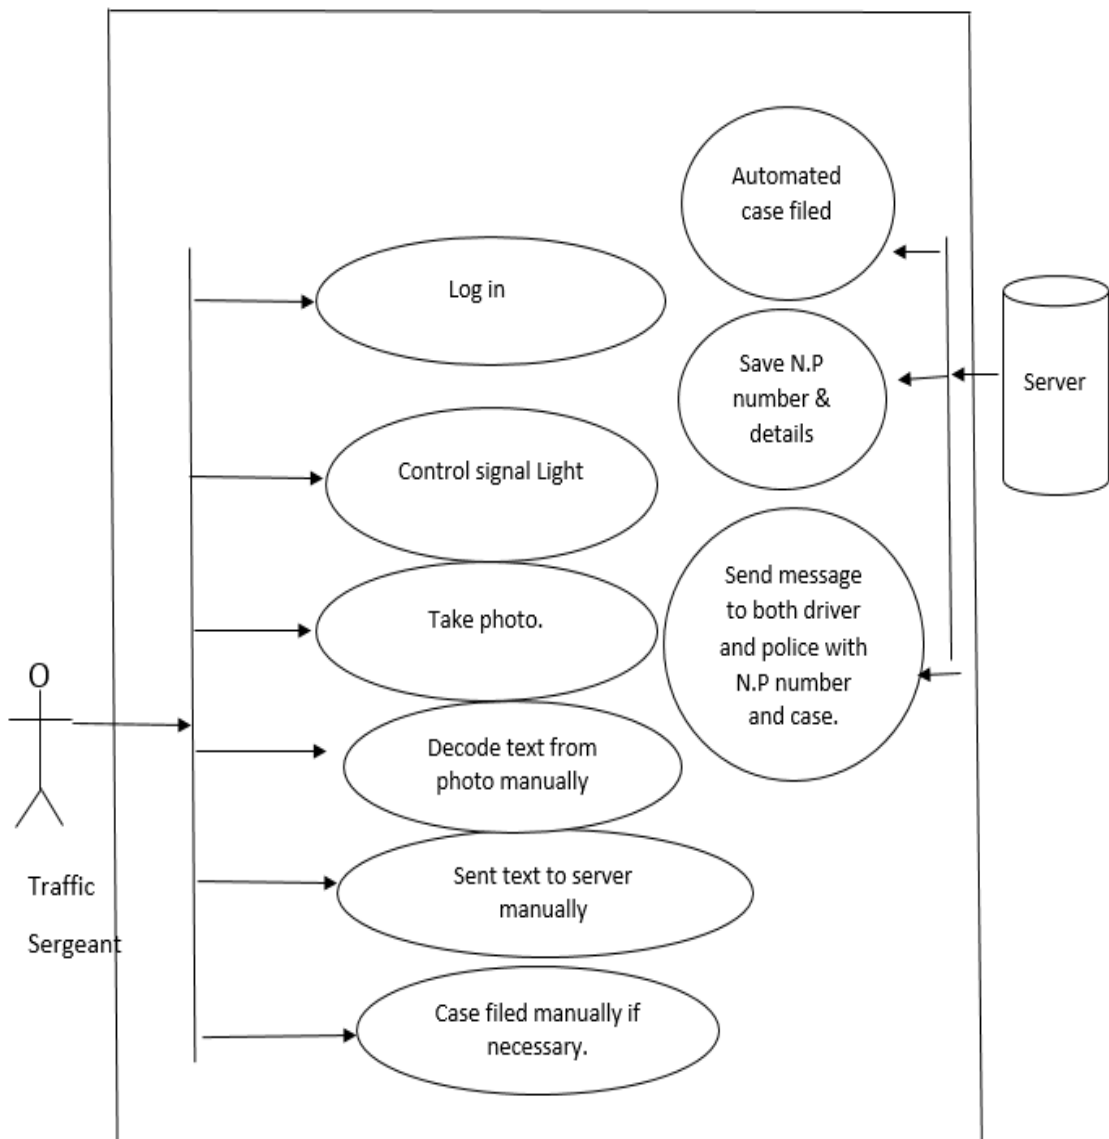 Automated
case filed
Log in
Save N.P
number &
details
Server
Control signal Light
Send message
to both driver
and police with
N.P number
and case.
Take photo.
O
Decode text from
photo manually
Traffic
Sergeant
Sent text to server
manually
Case filed manually if
necessary.